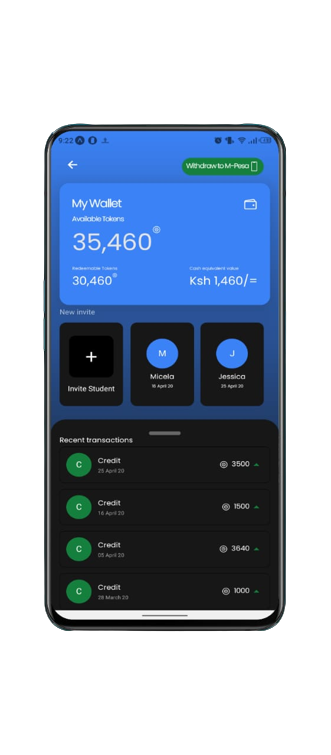 9:22
Withdraw to M-Pesa
My Wallet
Available Tokens
35,460
Redeemable Tokens
Cash equivalent value
30,460
Ksh 1,460/=
New invite
+
M
J
Invite Student
Micela
Jessica
16 April 20
25 April 20
Recent transactions
C
Credit
25 April 20
3500
C
Credit
16 April 20
1500
C
Credit
05 April 20
3640
C
Credit
28 March 20
1000